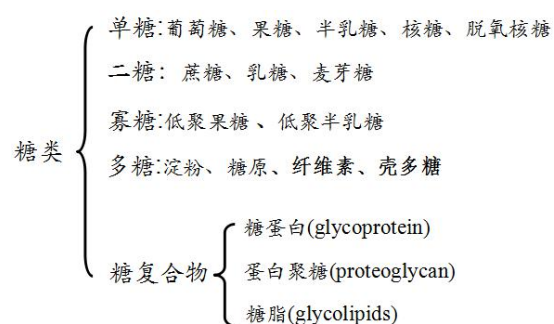 单糖:葡萄糖、果糖、半乳糖、核糖、脱氧核糖
二糖：蔗糖、乳糖、麦芽糖
寡糖:低聚果糖、低聚半乳糖
糖类
多糖:淀粉、糖原、纤维素、壳多糖
糖蛋白(glycoprotein)
糖复合物
蛋白聚糖(proteoglycan)
糖脂(glycolipids)